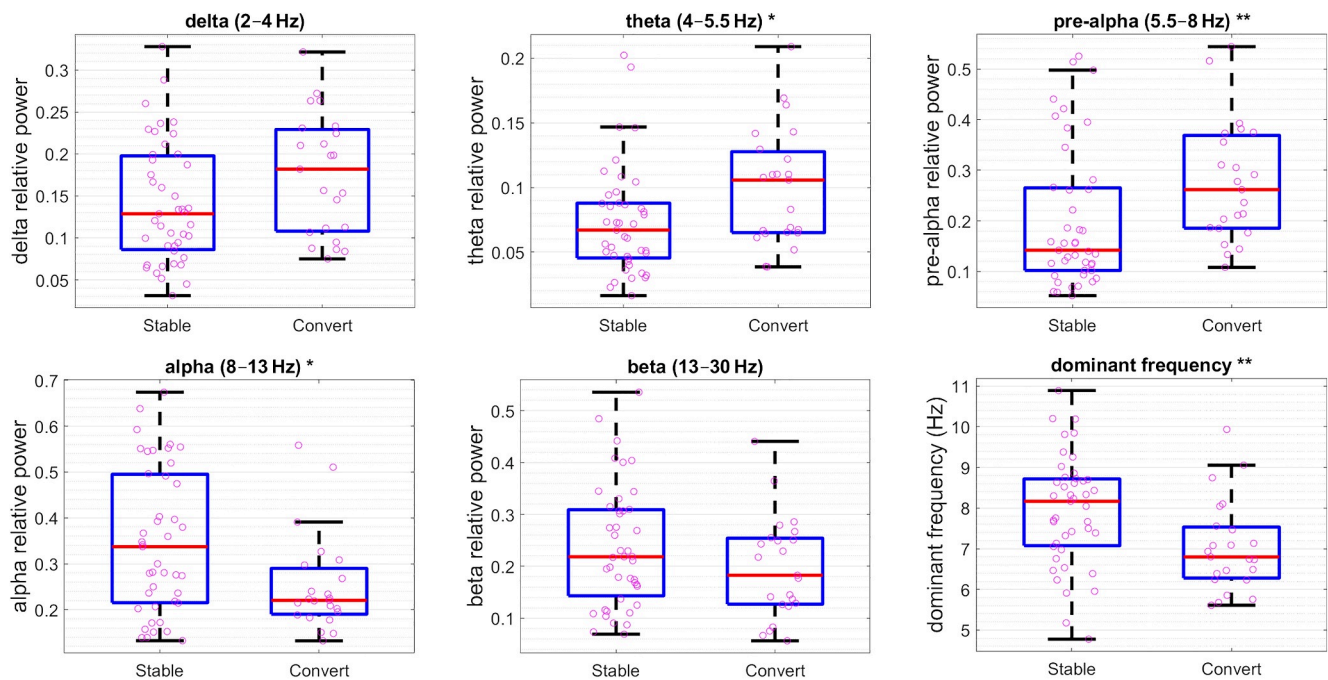 delta (2–4 Hz)
delta relative power
0.3
0.25
0.2
0.15
0.1
0.05
Stable
Convert
theta (4–5.5 Hz) *
theta relative power
0.2
0.15
0.1
0.05
Stable
Convert
pre-alpha (5.5–8 Hz) **
pre-alpha relative power
0.5
0.4
0.3
0.2
0.1
Stable
Convert
alpha (8–13 Hz) *
alpha relative power
0.7
0.6
0.5
0.4
0.3
0.2
Stable
Convert
beta (13–30 Hz)
beta relative power
0.5
0.4
0.3
0.2
0.1
Stable
Convert
dominant frequency **
dominant frequency (Hz)
11
10
9
8
7
6
5
Stable
Convert